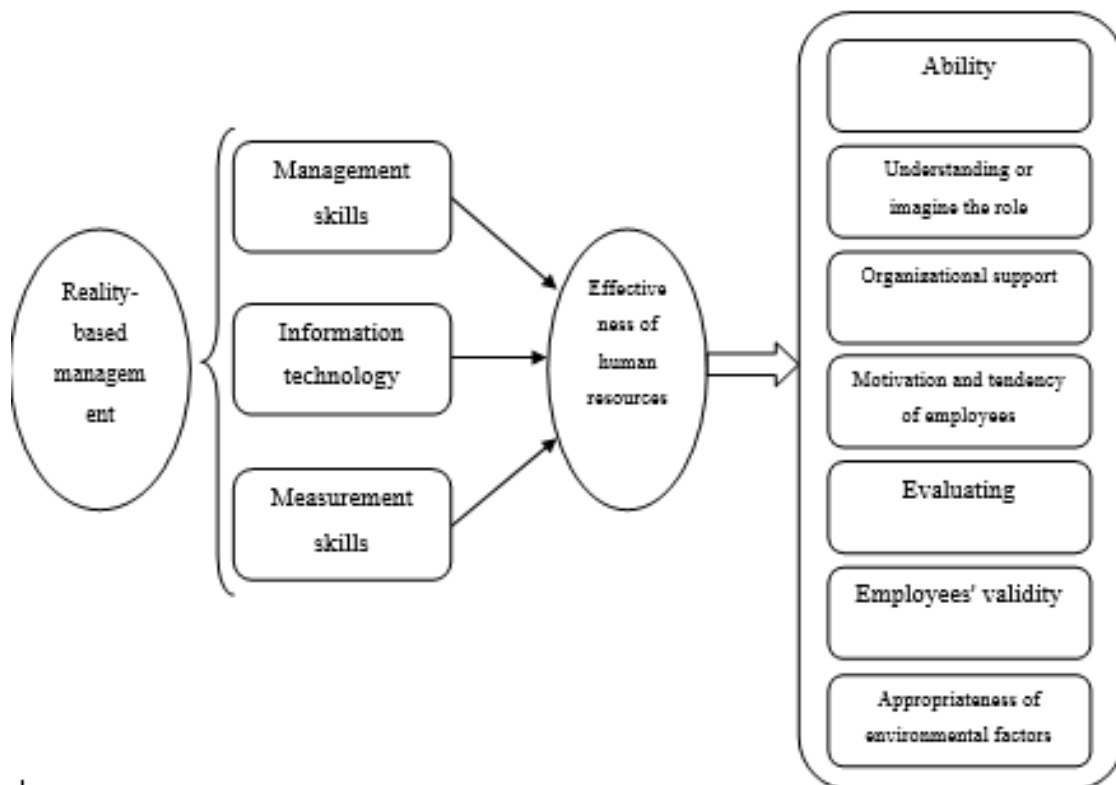 Reality-
based
managem
ent
Management
skills
Information
technology
Measurement
skills
Effective
ness of
human
resources
Ability
Understanding or
imagine the role
Organizational support
Motivation and tendency
of employees
Evaluating
Employees' validity
Appropriateness of
environmental factors